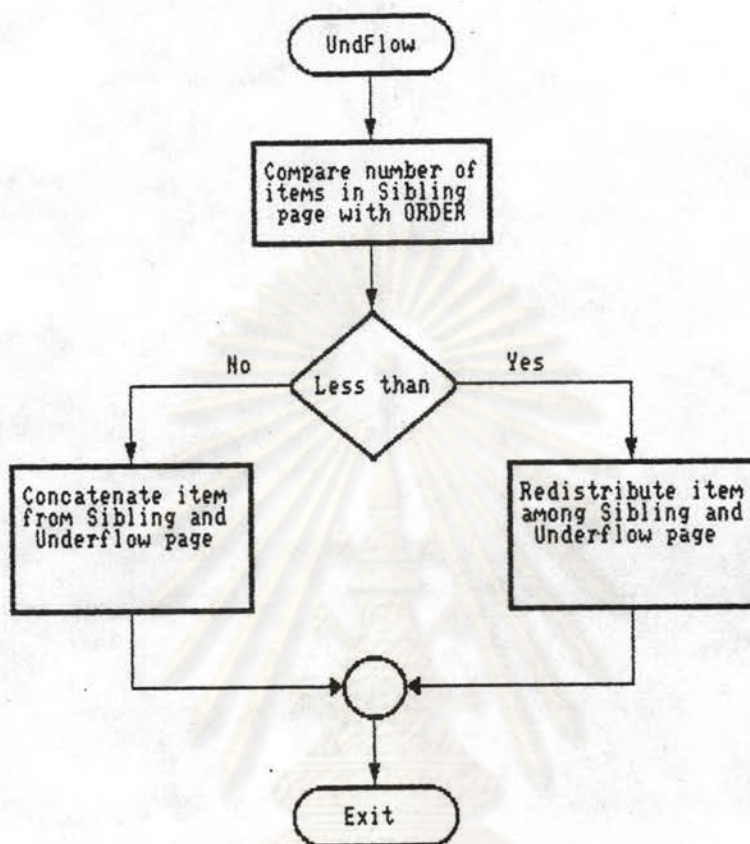 UndFlow
Compare number of
items in Sibling
page with ORDER
Less than
No
Yes
Concatenate item
from Sibling and
Underflow page
Redistribute item
among Sibling and
Underflow page
Exit